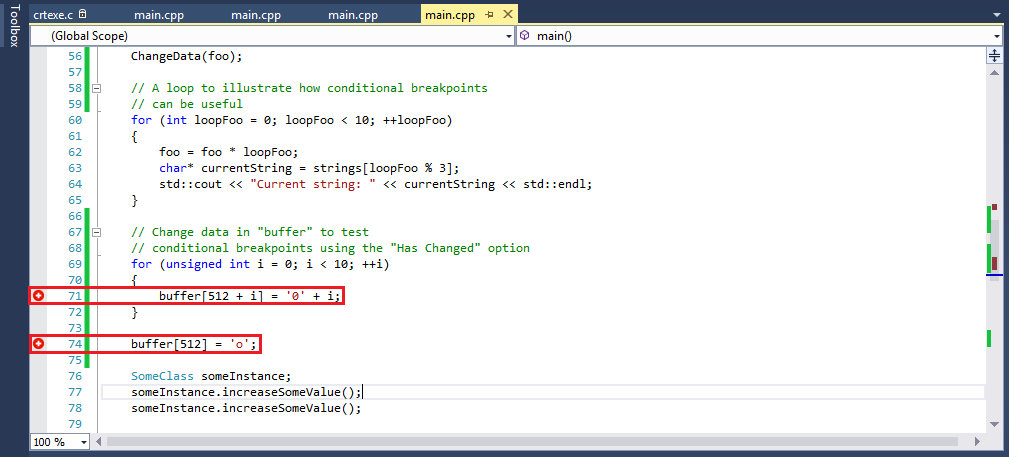 Toolbox
crtexe.c main.cpp main.cpp main.cpp main.cpp
(Global Scope) main()
56 ChangeData(foo);
57
58 // A loop to illustrate how conditional breakpoints
59 // can be useful
60 for (int loopFoo = 0; loopFoo < 10; ++loopFoo)
61 {
62 foo = foo * loopFoo;
63 char* currentString = strings[loopFoo % 3];
64 std::cout << "Current string: " << currentString << std::endl;
65 }
66
67 // Change data in "buffer" to test
68 // conditional breakpoints using the "Has Changed" option
69 for (unsigned int i = 0; i < 10; ++i)
70 {
71 buffer[512 + i] = '0' + i;
72 }
73
74 buffer[512] = 'o';
75
76 SomeClass someInstance;
77 someInstance.increaseSomeValue();
78 someInstance.increaseSomeValue();
79
100 %